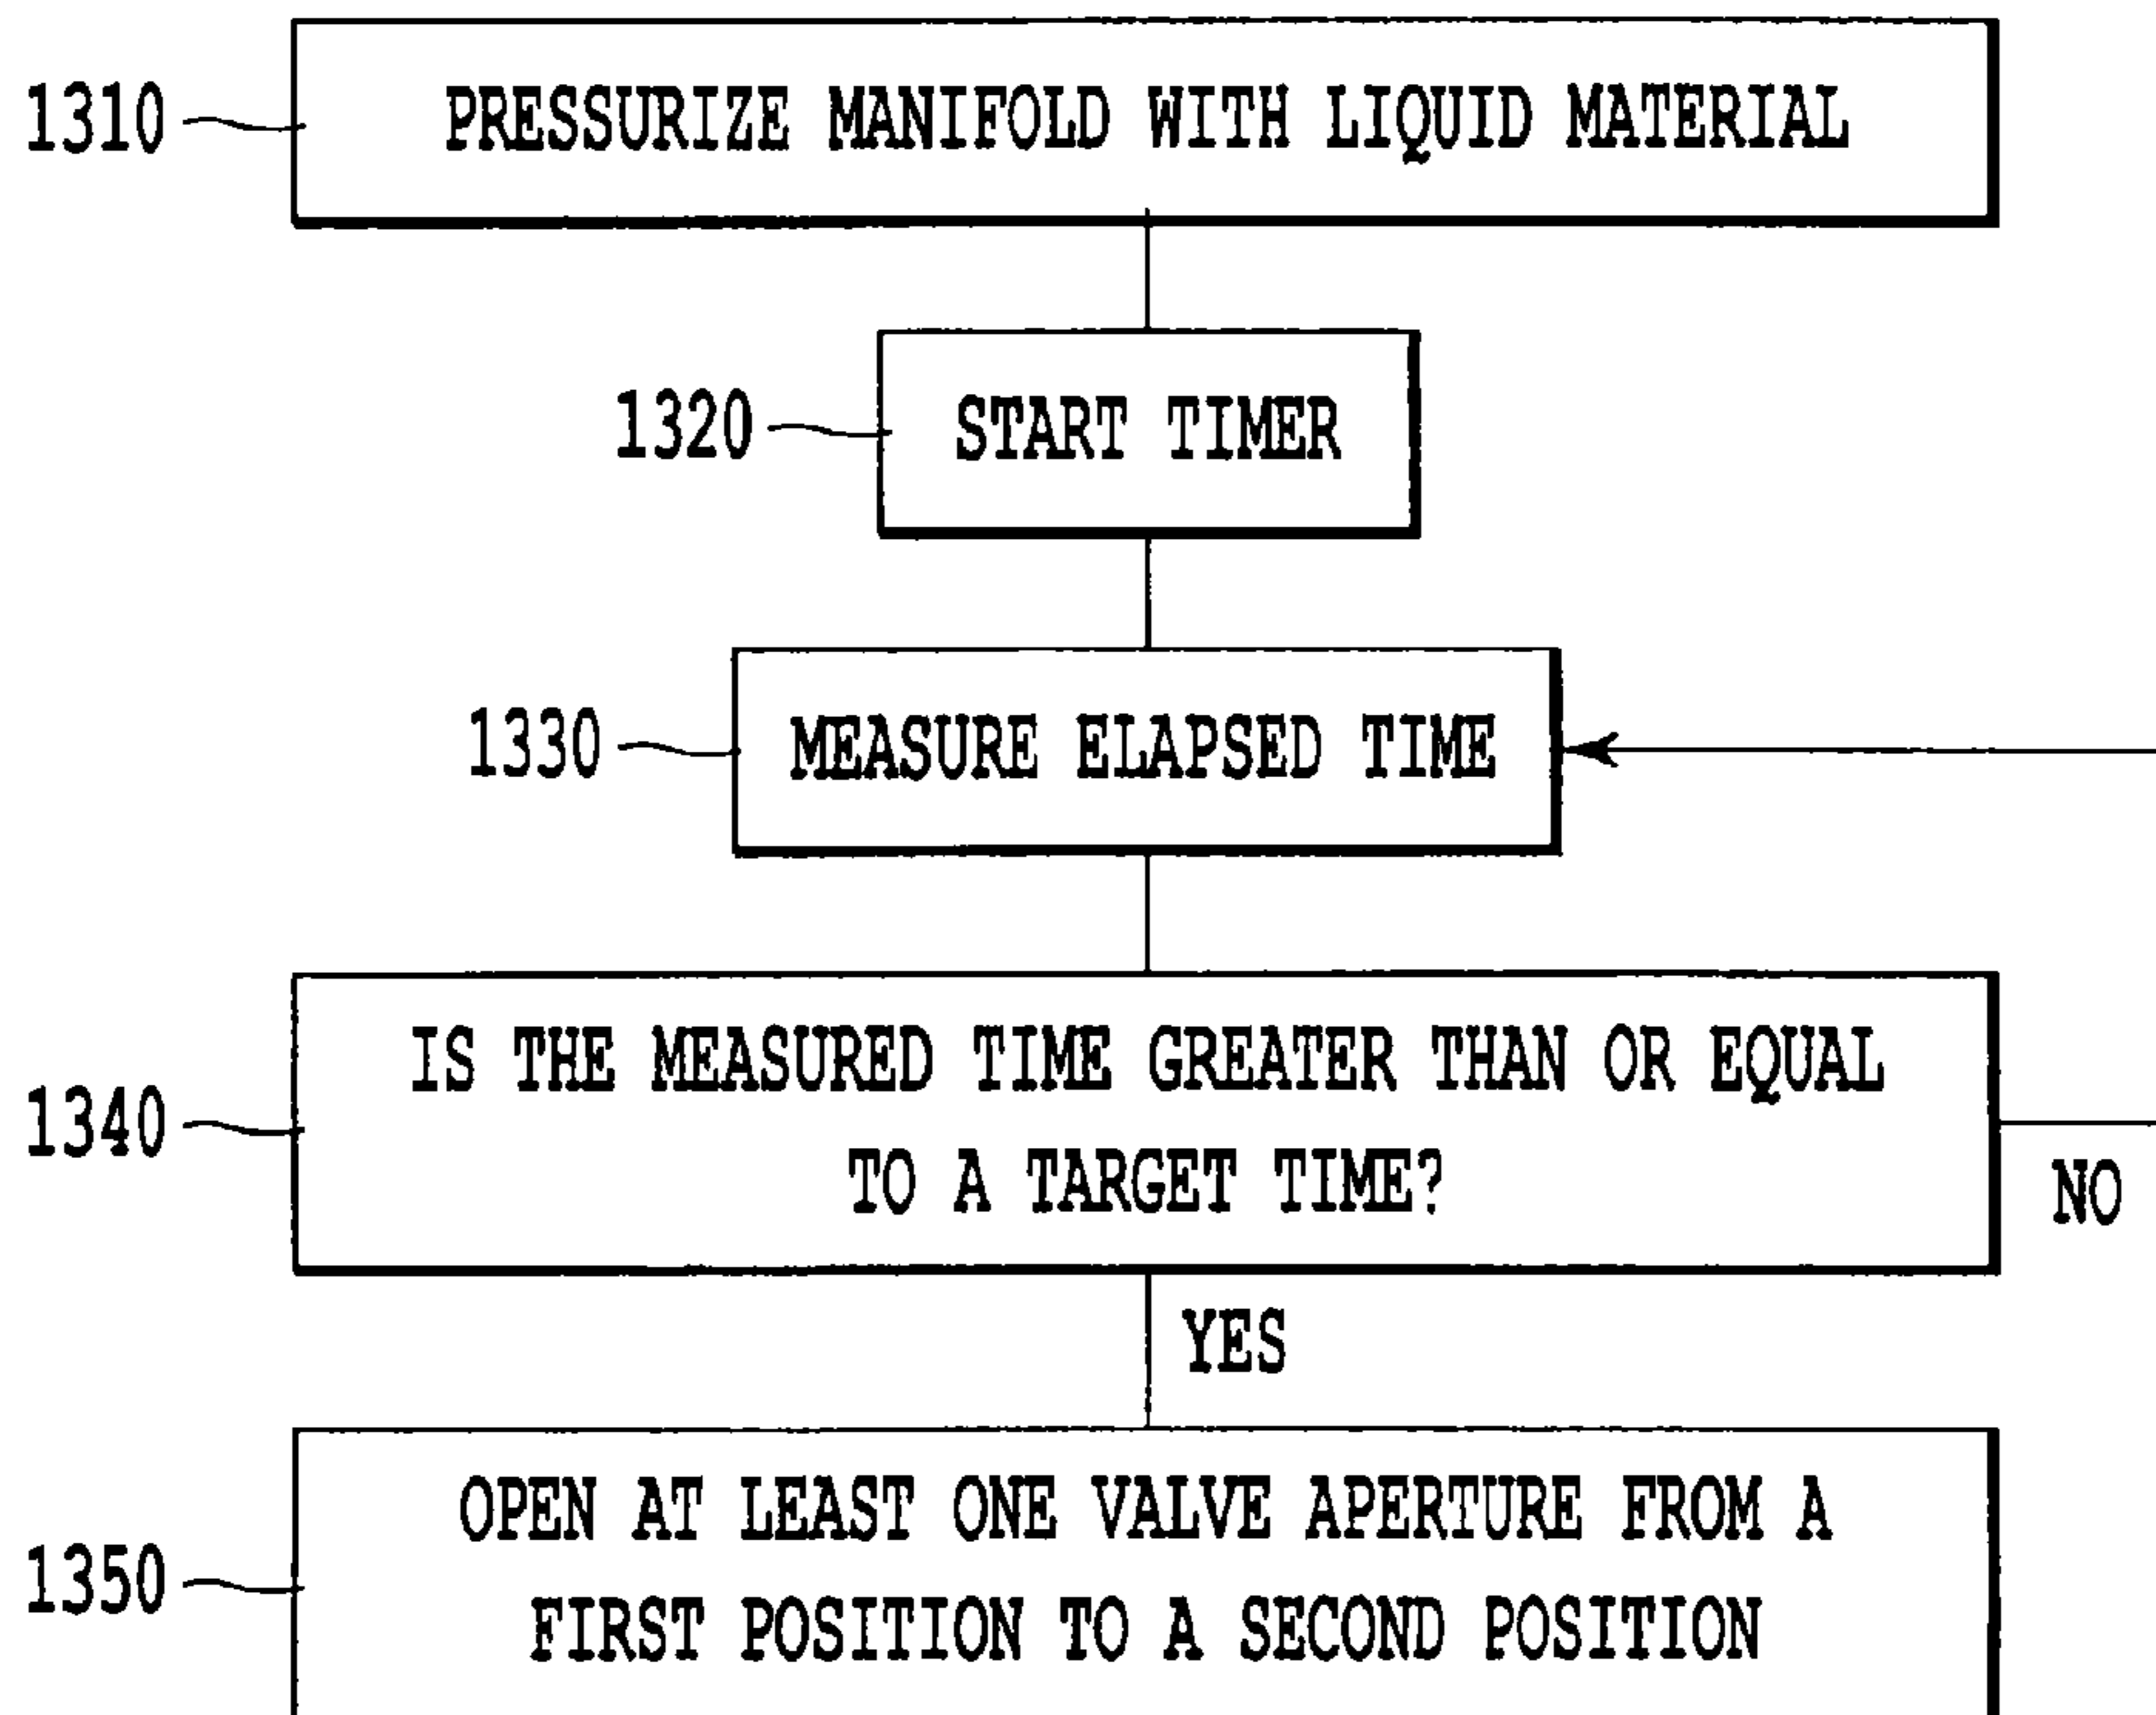 1310
PRESSURIZE MANIFOLD WITH LIQUID MATERIAL
1320
START TIMER
1330
MEASURE ELAPSED TIME
1340
IS THE MEASURED TIME GREATER THAN OR EQUAL
TO A TARGET TIME?
NO
YES
1350
OPEN AT LEAST ONE VALVE APERTURE FROM A
FIRST POSITION TO A SECOND POSITION